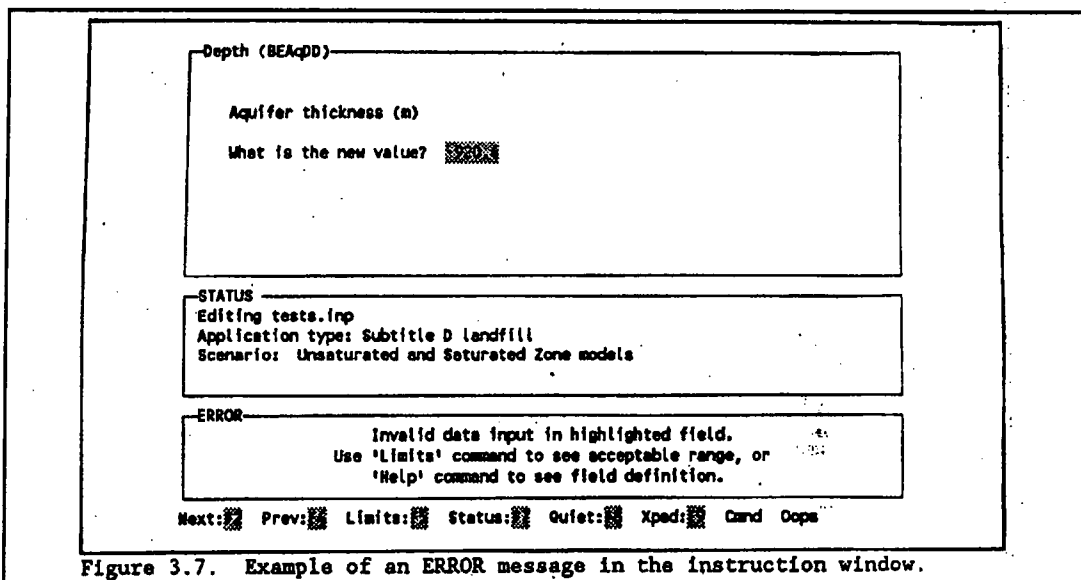 Depth (BEAqDD)
Aquifer thickness (m)
What is the new value?
STATUS
Editing tests.inp
Application type: Subtitle D landfill
Scenario: Unsaturated and Saturated Zone models
ERROR
Invalid data input in highlighted field.
Use 'Limits' command to see acceptable range, or
'Help' command to see field definition.
Next: Prev: Limits: Status: Quiet: Xpad: Cmnd Oops
Figure 3.7. Example of an ERROR message in the instruction window.